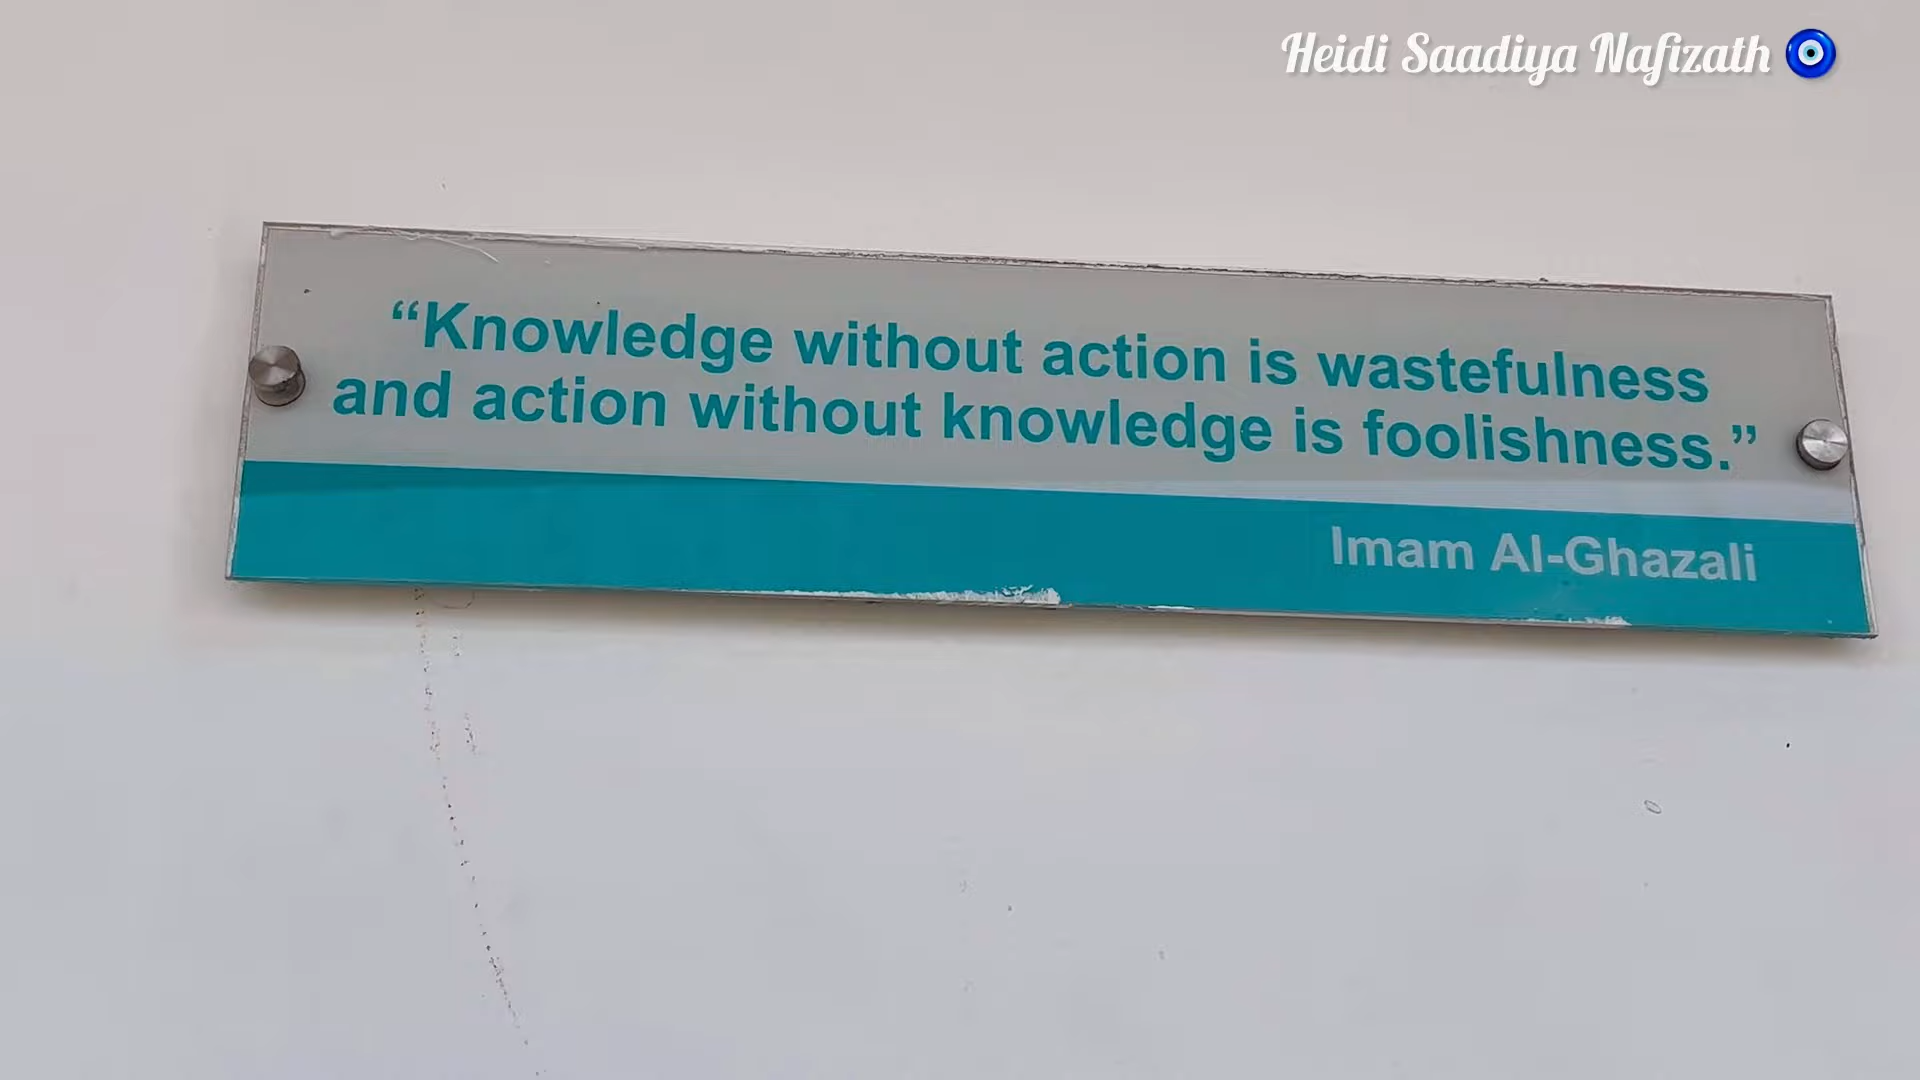 Heidi Saadiya Nafizath 🧿
“Knowledge without action is wastefulness
and action without knowledge is foolishness.”
Imam Al-Ghazali